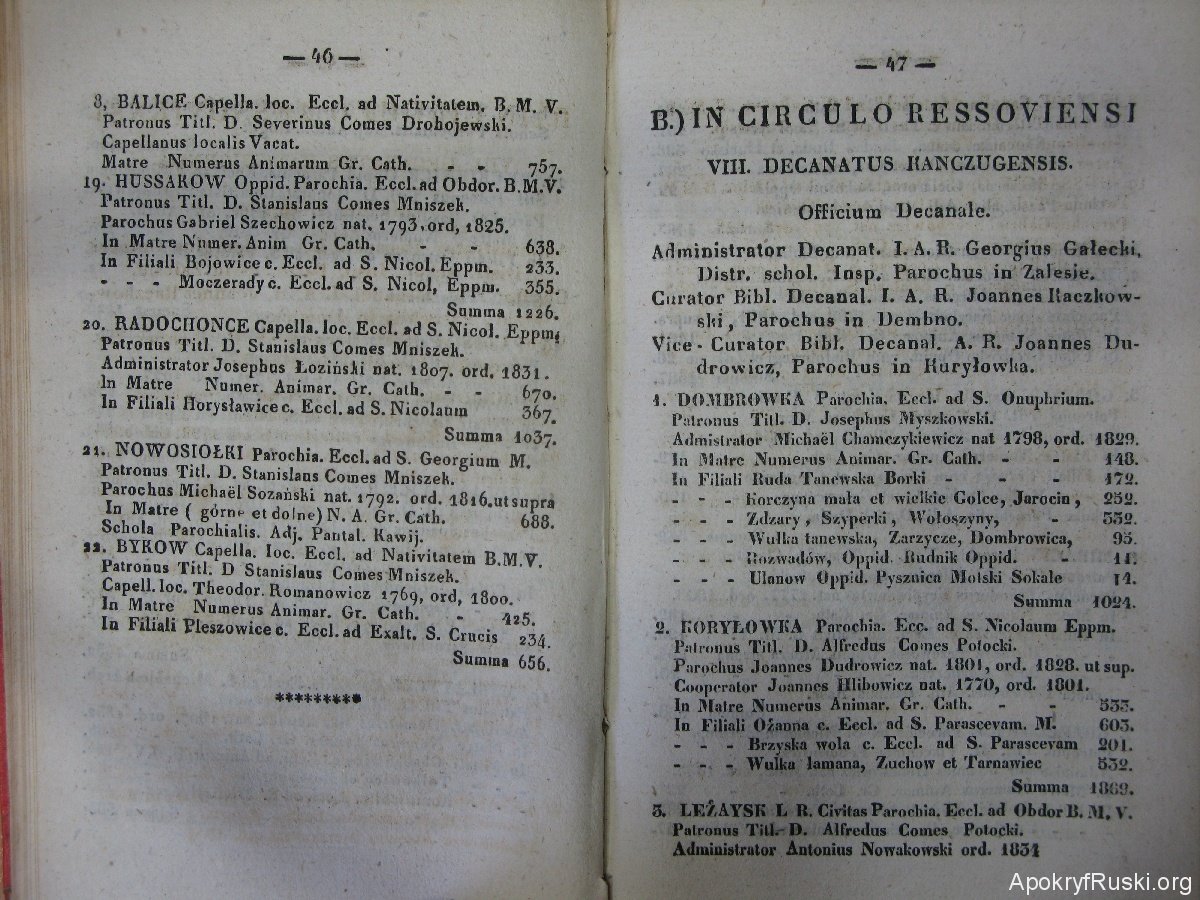 — 46 —
8, BALICE Capella. loc. Eccl. ad Nativitatem. B. M. V.
Patronus Titl. D. Severinus Comes Drohojewski.
Capellanus localis Vacat.
Matre Numerus Animarum Gr. Cath. - - 757.
19. HUSSAKOW Oppid. Parochia. Eccl. ad Obdor. B.M.V.
Patronus Titl. D. Stanislaus Comes Mniszek.
Parochus Gabriel Szechowicz nat. 1793. ord, 1825.
In Matre Numer. Anim Gr. Cath. - - 638.
In Filiali Bojowice c. Eccl. ad S. Nicol. Eppm. 233.
- - - Moczerady c. Eccl. ad S. Nicol, Eppm. 355.
Summa 1226.
20. RADOCHONCE Capella. loc. Eccl. ad S. Nicol. Eppm,
Patronus Titl. D. Stanislaus Comes Mniszek.
Administrator Josephus Łoziński nat. 1807. ord. 1831.
In Matre Numer. Animar. Gr. Cath. - - 670.
In Filiali Horysławice c. Eccl. ad S. Nicolaum 367.
Summa 1037.
21. NOWOSIOŁKI Parochia. Eccl. ad S. Georgium M.
Patronus Titl. D. Stanislans Comes Mniszek.
Parochus Michaël Sozański nat. 1792. ord. 1816. ut supra
In Matre ( górne et dolne) N. A. Gr. Cath. 688.
Schola Parochialis. Adj. Pantal. Kawij.
22. BYKOW Capella. loc. Eccl. ad Nativitatem B.M.V.
Patronus Titl. D Stanislaus Comes Mniszek.
Capell. loc. Theodor. Romanowicz 1769, ord, 1800.
In Matre Numerus Animar. Gr. Cath. - 425.
In Filiali Pleszowice c. Eccl. ad Exalt. S. Crucis 234.
Summa 656.
*********
— 47 —
B.) IN CIRCULO RESSOVIENSI
VIII. DECANATUS KANCZUGENSIS.
Officium Decanale.
Administrator Decanat. I. A. R. Georgius Gałecki,
Distr. schol. Insp. Parochus in Zalesie.
Curator Bibl. Decanal. I. A. R. Joannes Kaczkow-
ski, Parochus in Dembno.
Vice-Curator Bibl. Decanal. A. R. Joannes Du-
drowicz, Parochus in Kuryłowka.
1. DOMBROWKA Parochia. Eccl. ad S. Onuphrium.
Patronus Titl. D. Josephus Myszkowski.
Admistrator Michaël Chamczykiewicz nat 1798, ord. 1829.
In Matre Numerus Animar. Gr. Cath. - - 148.
In Filiali Ruda Tanewska Borki - - - 172.
- - - Korczyna mała et wielkie Golce, Jarocin, 252.
- - - Zdzary, Szyperki, Wołoszyny, - 332.
- - - Wulka tanewska, Zarzycze, Dombrowica, 95.
- - - Rozwadów, Oppid. Rudnik Oppid. - 11.
- - - Ulanow Oppid. Pysznica Molski Sokale 14.
Summa 1024.
2. KORYŁOWKA Parochia. Ecc. ad S. Nicolaum Eppm.
Patronus Titl. D. Alfredus Comes Potocki.
Parochus Joannes Dudrowicz nat. 1801, ord. 1828. ut sup.
Cooperator Joannes Hlibowicz nat. 1770, ord. 1801.
In Matre Numerus Animar. Gr. Cath. - - 533.
In Filiali Ożanna c. Eccl. ad S. Parascevam. M. 603.
- - - Brzyska wola c. Eccl. ad S. Parascevam 201.
- - - Wulka łamana, Zuchow et Tarnawiec 532.
Summa 1869.
3. LEŻAYSK L R. Civitas Parochia. Eccl. ad Obdor B. M. V.
Patronus Titl. D. Alfredus Comes Potocki.
Administrator Antonius Nowakowski ord. 1834
ApokryfRuski.org